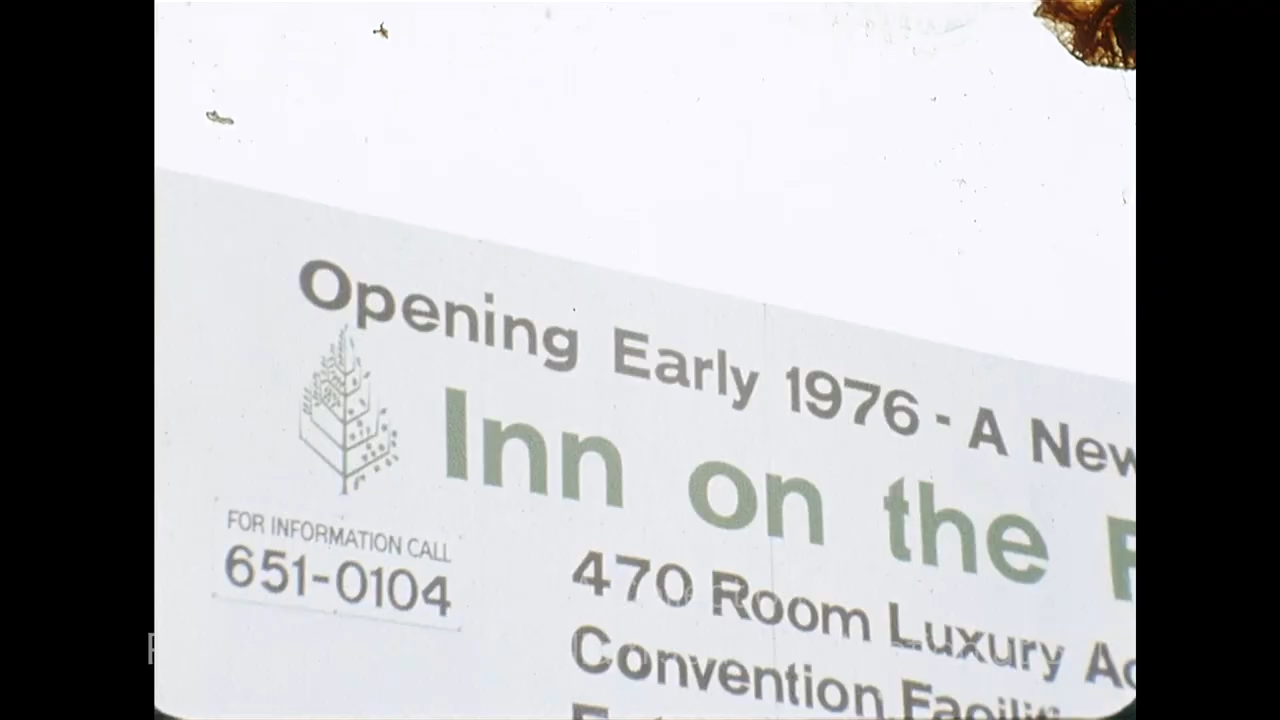 Opening Early 1976 - A New
Inn on the
FOR INFORMATION CALL
651-0104
470 Room Luxury
Convention